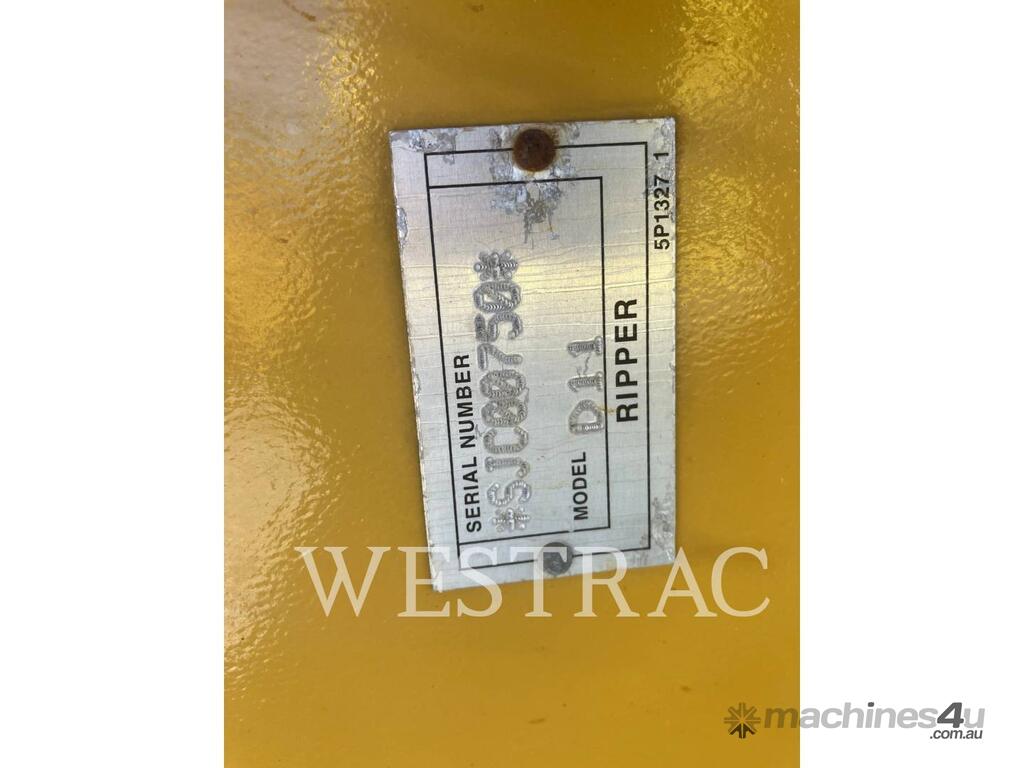 SERIAL NUMBER
*SJC00750*
MODEL D11
RIPPER
5P1327 1
WESTRAC
machines4u
.com.au